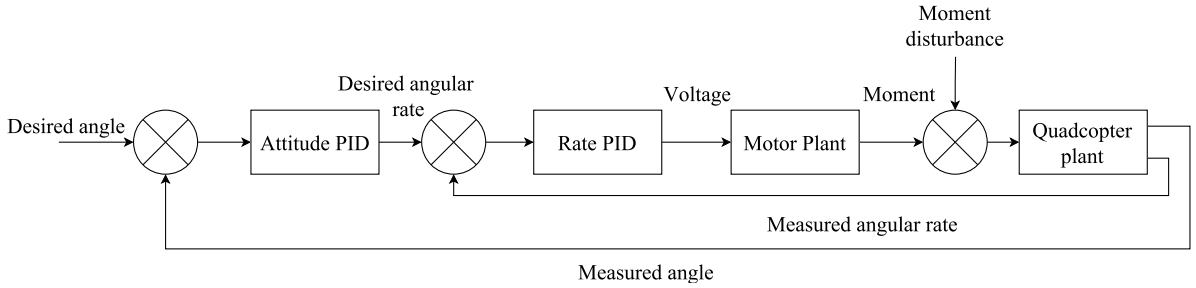 Moment
disturbance
Desired angular
rate
Voltage
Moment
Desired angle
Attitude PID
Rate PID
Motor Plant
Quadcopter
plant
Measured angular rate
Measured angle